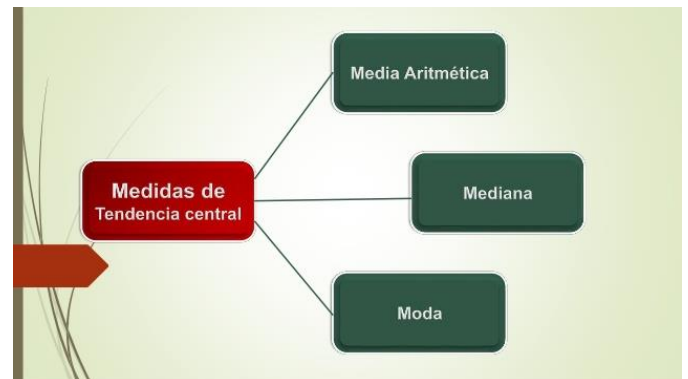 Media Aritmética
Medidas de
Tendencia central
Mediana
Moda